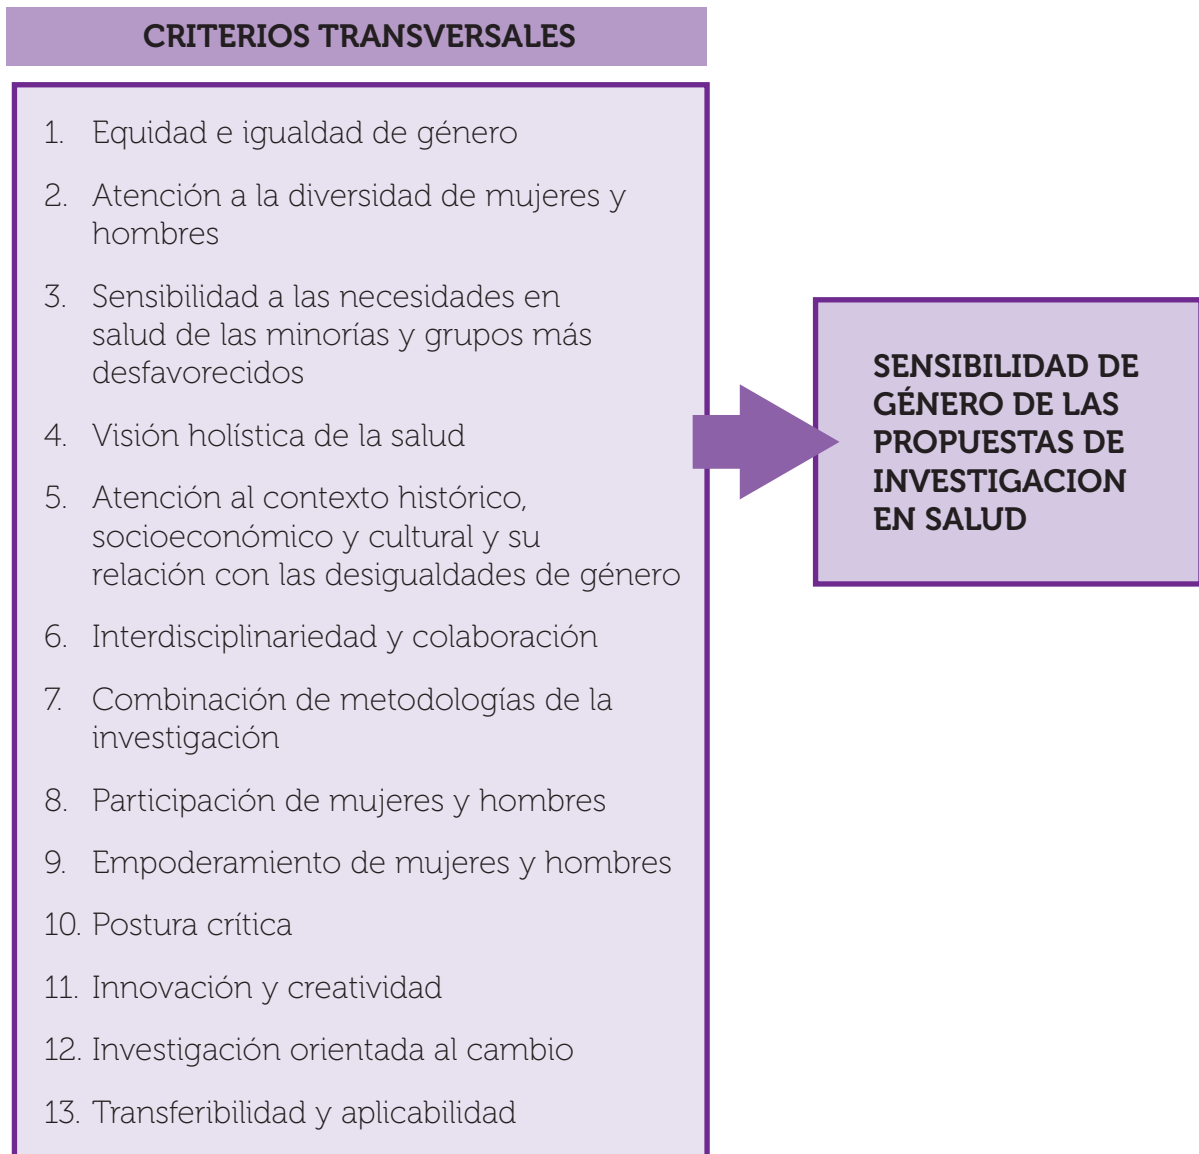 CRITERIOS TRANSVERSALES
1. Equidad e igualdad de género
2. Atención a la diversidad de mujeres y
hombres
3. Sensibilidad a las necesidades en
salud de las minorías y grupos más
desfavorecidos
4. Visión holística de la salud
5. Atención al contexto histórico,
socioeconómico y cultural y su
relación con las desigualdades de género
6. Interdisciplinariedad y colaboración
7. Combinación de metodologías de la
investigación
8. Participación de mujeres y hombres
9. Empoderamiento de mujeres y hombres
10. Postura crítica
11. Innovación y creatividad
12. Investigación orientada al cambio
13. Transferibilidad y aplicabilidad
SENSIBILIDAD DE
GÉNERO DE LAS
PROPUESTAS DE
INVESTIGACION
EN SALUD